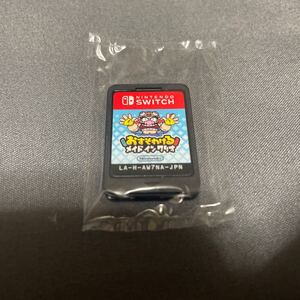 NINTENDO
SWITCH
おすそわける
メイド イン ワリオ
Nintendo
LA-H-AW7NA-JPN